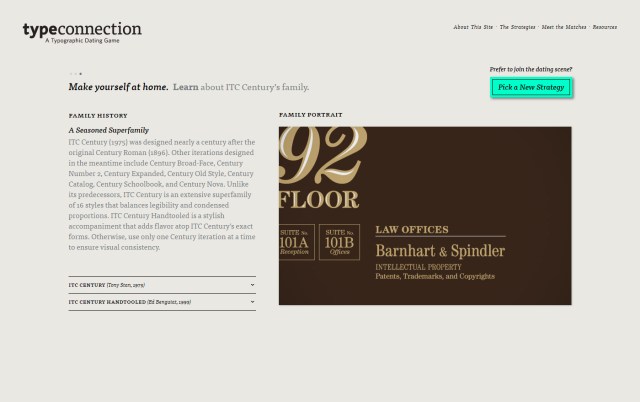 typeconnection
A Typographic Dating Game
About This Site · The Strategies · Meet the Matches · Resources
Prefer to join the dating scene?
Pick a New Strategy
Make yourself at home. Learn about ITC Century's family.
FAMILY HISTORY
A Seasoned Superfamily
ITC Century (1975) was designed nearly a century after the
original Century Roman (1896). Other iterations designed
in the meantime include Century Broad-Face, Century
Number 2, Century Expanded, Century Old Style, Century
Catalog, Century Schoolbook, and Century Nova. Unlike
its predecessors, ITC Century is an extensive superfamily
of 16 styles that balances legibility and condensed
proportions. ITC Century Handtooled is a stylish
accompaniment that adds flavor atop ITC Century's exact
forms. Otherwise, use only one Century iteration at a time
to ensure visual consistency.
ITC CENTURY (Tony Stan, 1975)
ITC CENTURY HANDTOOLED (Ed Benguiat, 1993)
FAMILY PORTRAIT
92
FLOOR
SUITE No.
101A
Reception
SUITE No.
101B
Offices
LAW OFFICES
Barnhart & Spindler
INTELLECTUAL PROPERTY
Patents, Trademarks, and Copyrights